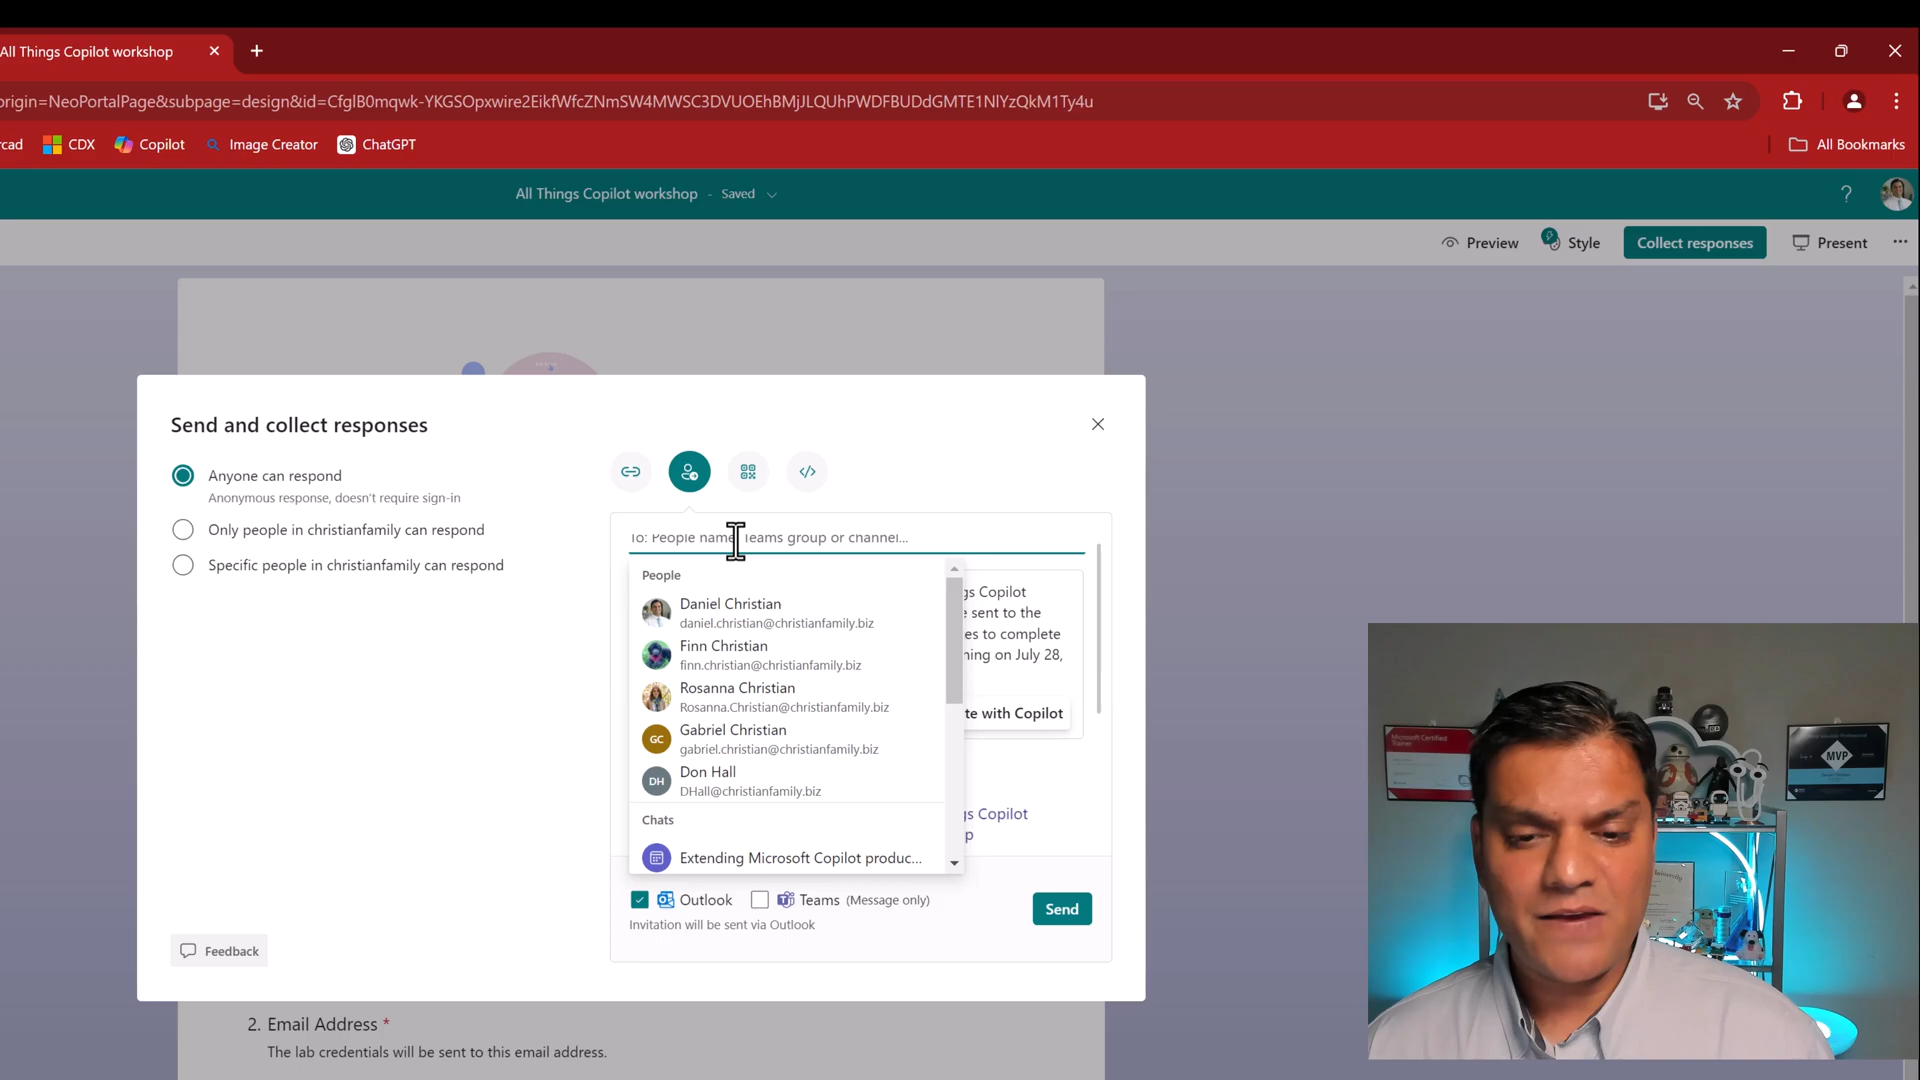 All Things Copilot workshop
origin=NeoPortalPage&subpage=design&id=CfglB0mqwk-YKGSOpxwire2EikfWfcZNmSW4MWSC3DVUOEhBMjJLQUhPWDFBUDdGMTE1NlYzQkM1Ty4u
rcad CDX Copilot Image Creator ChatGPT All Bookmarks
All Things Copilot workshop - Saved ?
Preview Style Collect responses Present ...
Send and collect responses
Anyone can respond
Anonymous response, doesn't require sign-in
Only people in christianfamily can respond
Specific people in christianfamily can respond
Feedback
To: People name, Teams group or channel...
People
Daniel Christian
daniel.christian@christianfamily.biz
Finn Christian
finn.christian@christianfamily.biz
Rosanna Christian
Rosanna.Christian@christianfamily.biz
GC Gabriel Christian
gabriel.christian@christianfamily.biz
DH Don Hall
DHall@christianfamily.biz
Chats
Extending Microsoft Copilot produc...
gs Copilot
e sent to the
es to complete
ning on July 28,
te with Copilot
gs Copilot
p
Outlook Teams (Message only)
Invitation will be sent via Outlook
Send
2. Email Address *
The lab credentials will be sent to this email address.
Microsoft Certified
Trainer
MVP